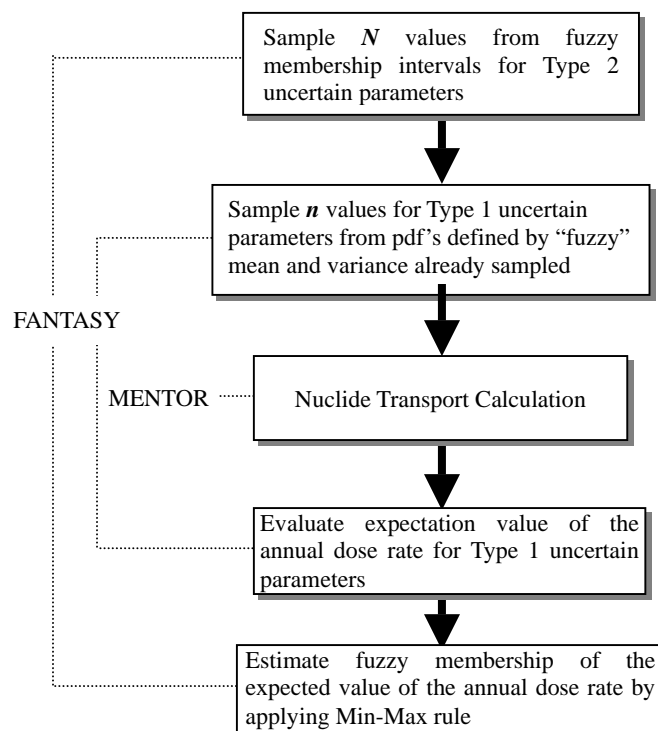 Sample N values from fuzzy
membership intervals for Type 2
uncertain parameters
Sample n values for Type 1 uncertain
parameters from pdf's defined by “fuzzy”
mean and variance already sampled
FANTASY
MENTOR
Nuclide Transport Calculation
Evaluate expectation value of the
annual dose rate for Type 1 uncertain
parameters
Estimate fuzzy membership of the
expected value of the annual dose rate by
applying Min-Max rule